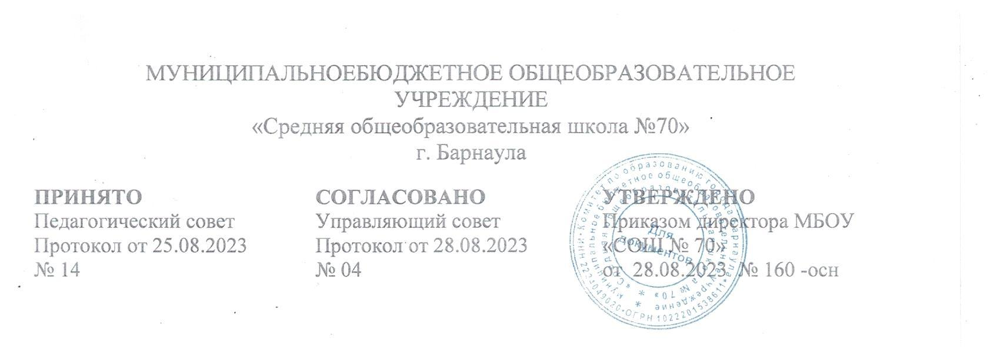 МУНИЦИПАЛЬНОЕБЮДЖЕТНОЕ ОБЩЕОБРАЗОВАТЕЛЬНОЕ
УЧРЕЖДЕНИЕ
«Средняя общеобразовательная школа №70»
г. Барнаула
ПРИНЯТО
Педагогический совет
Протокол от 25.08.2023
№ 14
СОГЛАСОВАНО
Управляющий совет
Протокол от 28.08.2023
№ 04
УТВЕРЖДЕНО
Приказом директора МБОУ
«СОШ № 70»
от 28.08.2023 № 160 -осн
Комитет по образованию города Барнаула
ОГРН 1022201538611
ИНН 2223049020
муниципальное бюджетное общеобразовательное учреждение
«Средняя общеобразовательная школа № 70»
Для
документов